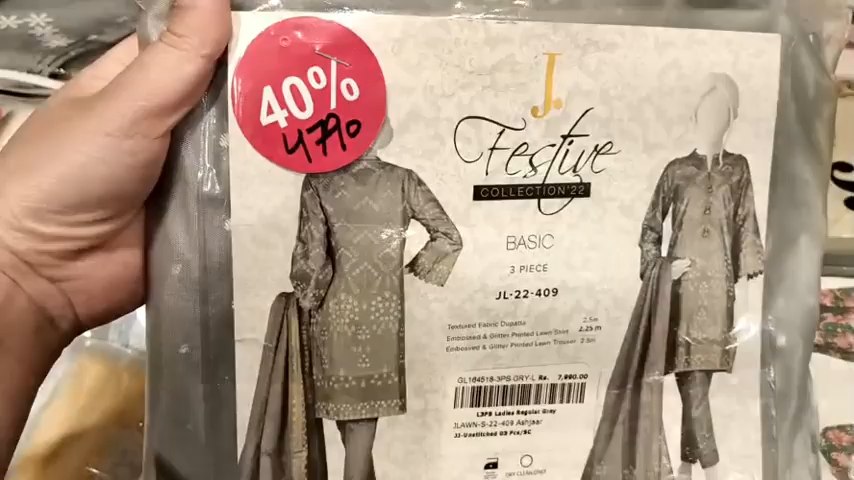 40%
4790
J.
Festive
COLLECTION'22
BASIC
3 PIECE
JL-22-409
Textured Fabric Dupatta 2.5m
Embossed & Glitter Printed Lawn Shirt 2.25 m
Embossed & Glitter Printed Lawn Trouser 2.5m
GL164518-3PS-GRY-L Rs. 7,990.00
L3PS Ladies Regular Grey
JLAWN-S-22-409 Anjhaar
JJ-Unstitched 03 Pcs/SC
DRY CLEAN ONLY